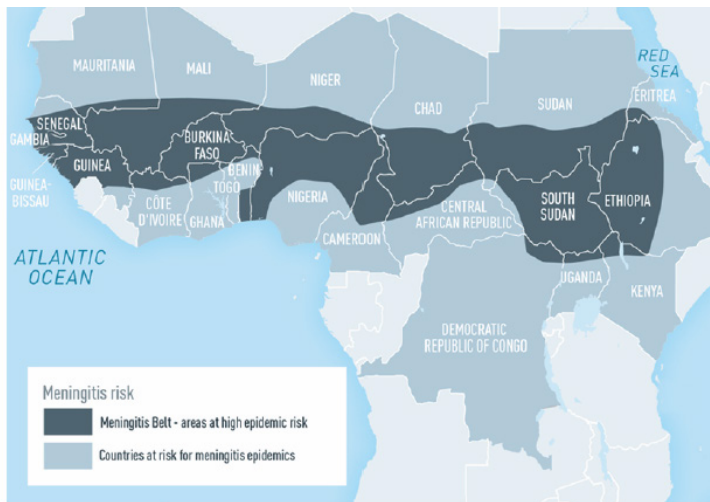 RED
SEA
MAURITANIA
MALI
NIGER
CHAD
SUDAN
ERITREA
SENEGAL
GAMBIA
BURKINA
FASO
GUINEA
BENIN
GUINEA-
BISSAU
TOGO
CÔTE
D'IVOIRE
GHANA
NIGERIA
CENTRAL
AFRICAN REPUBLIC
SOUTH
SUDAN
ETHIOPIA
CAMEROON
ATLANTIC
OCEAN
UGANDA
KENYA
DEMOCRATIC
REPUBLIC OF CONGO
Meningitis risk
Meningitis Belt - areas at high epidemic risk
Countries at risk for meningitis epidemics